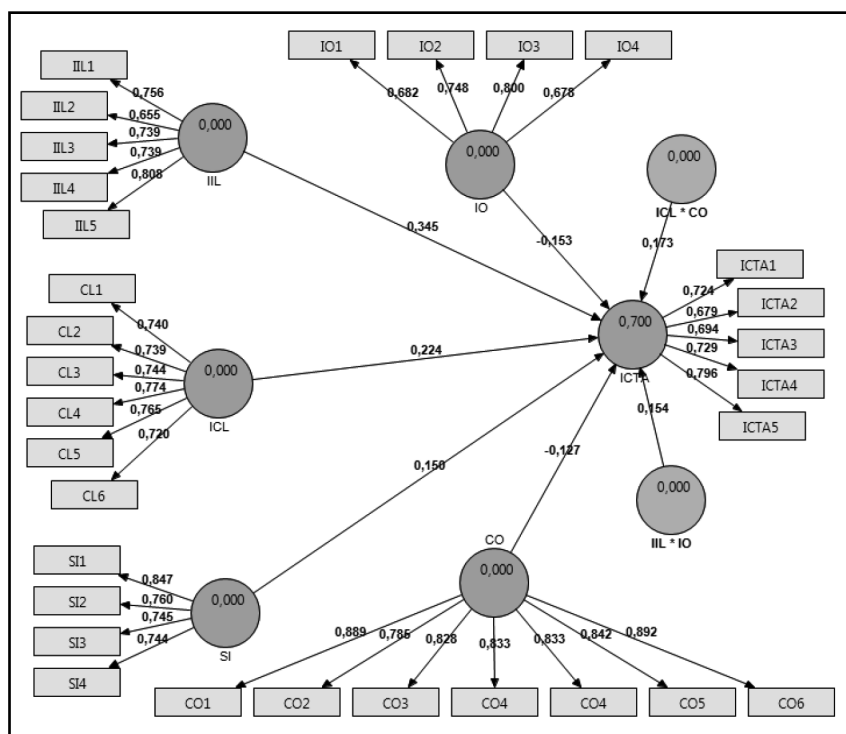 IO1
IO2
IO3
IO4
0,682
0,748
0,800
0,678
0,000
IO
IIL1
IIL2
IIL3
IIL4
IIL5
0,756
0,655
0,739
0,739
0,808
0,000
IIL
0,345
-0,153
0,000
ICL * CO
0,173
CL1
CL2
CL3
CL4
CL5
CL6
0,740
0,739
0,744
0,774
0,765
0,720
0,000
ICL
0,224
0,700
ICTA
ICTA1
ICTA2
ICTA3
ICTA4
ICTA5
0,724
0,679
0,694
0,729
0,796
0,154
0,000
IIL * IO
SI1
SI2
SI3
SI4
0,847
0,760
0,745
0,744
0,000
SI
0,150
-0,127
CO
0,000
0,889
0,785
0,828
0,833
0,833
0,842
0,892
CO1
CO2
CO3
CO4
CO4
CO5
CO6